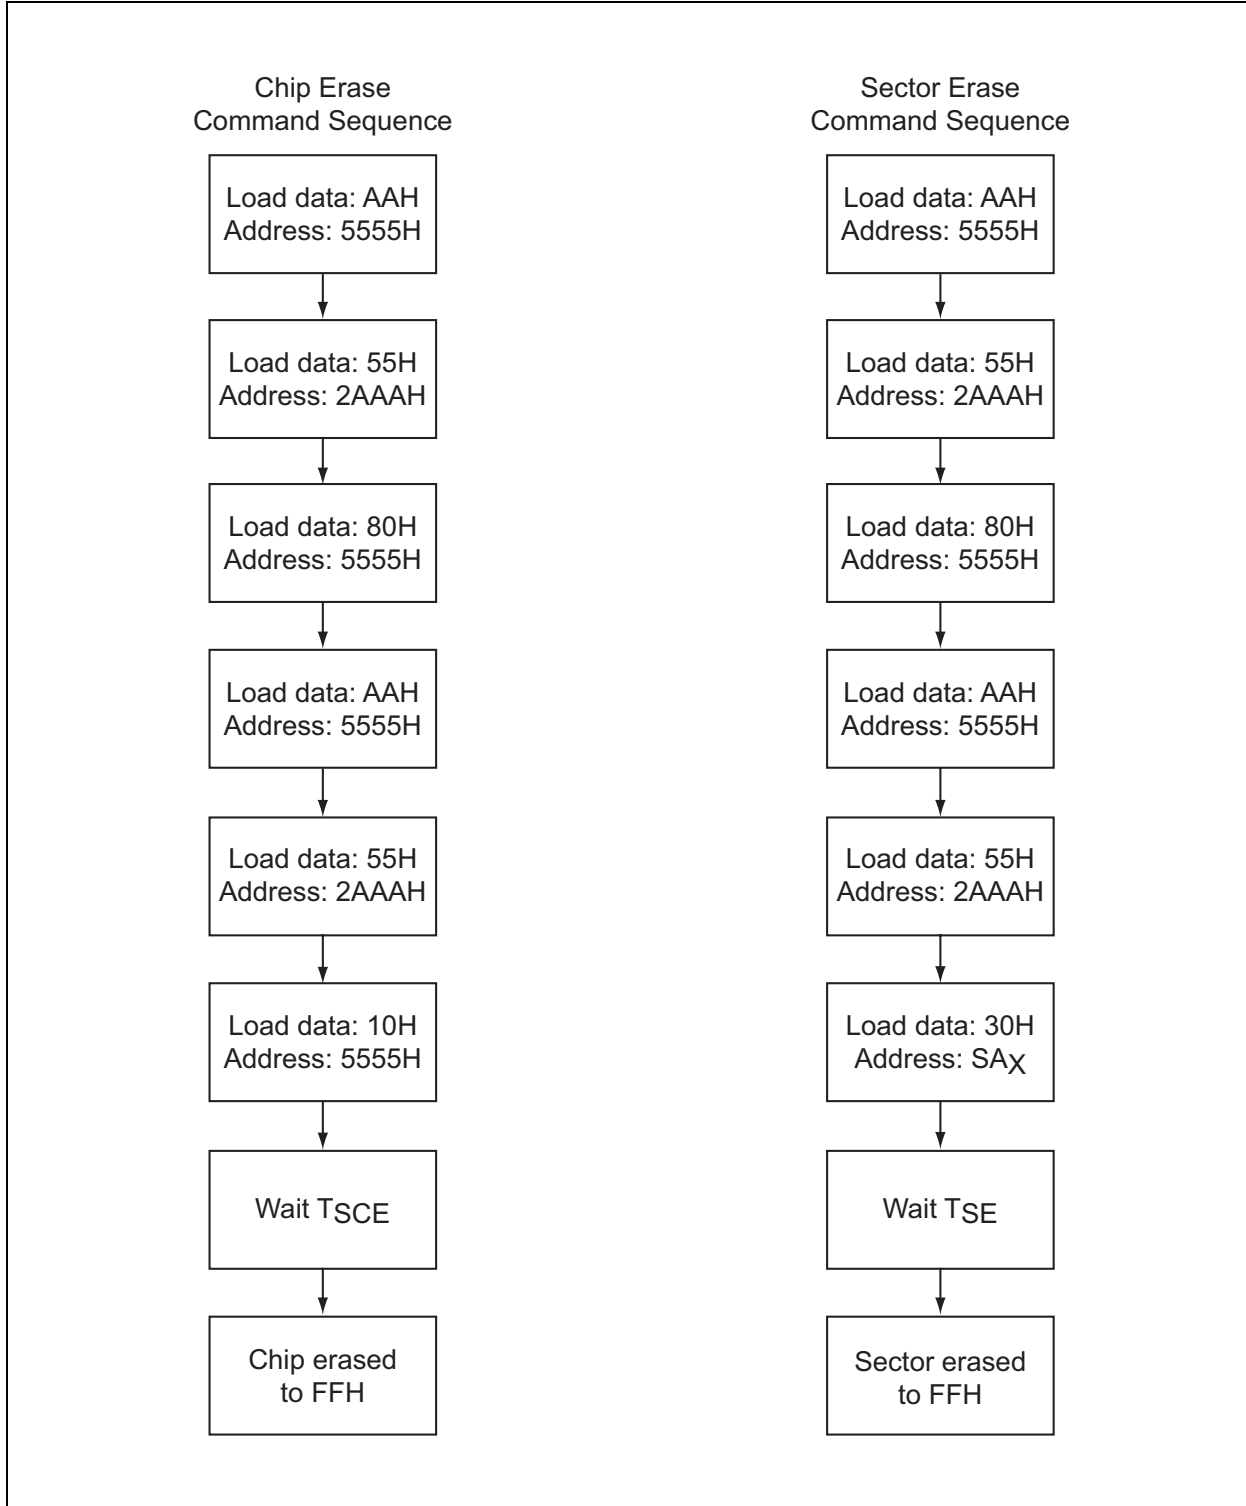 Chip Erase
Command Sequence
Load data: AAH
Address: 5555H
Load data: 55H
Address: 2AAAH
Load data: 80H
Address: 5555H
Load data: AAH
Address: 5555H
Load data: 55H
Address: 2AAAH
Load data: 10H
Address: 5555H
Wait TSCE
Chip erased
to FFH
Sector Erase
Command Sequence
Load data: AAH
Address: 5555H
Load data: 55H
Address: 2AAAH
Load data: 80H
Address: 5555H
Load data: AAH
Address: 5555H
Load data: 55H
Address: 2AAAH
Load data: 30H
Address: SAX
Wait TSE
Sector erased
to FFH